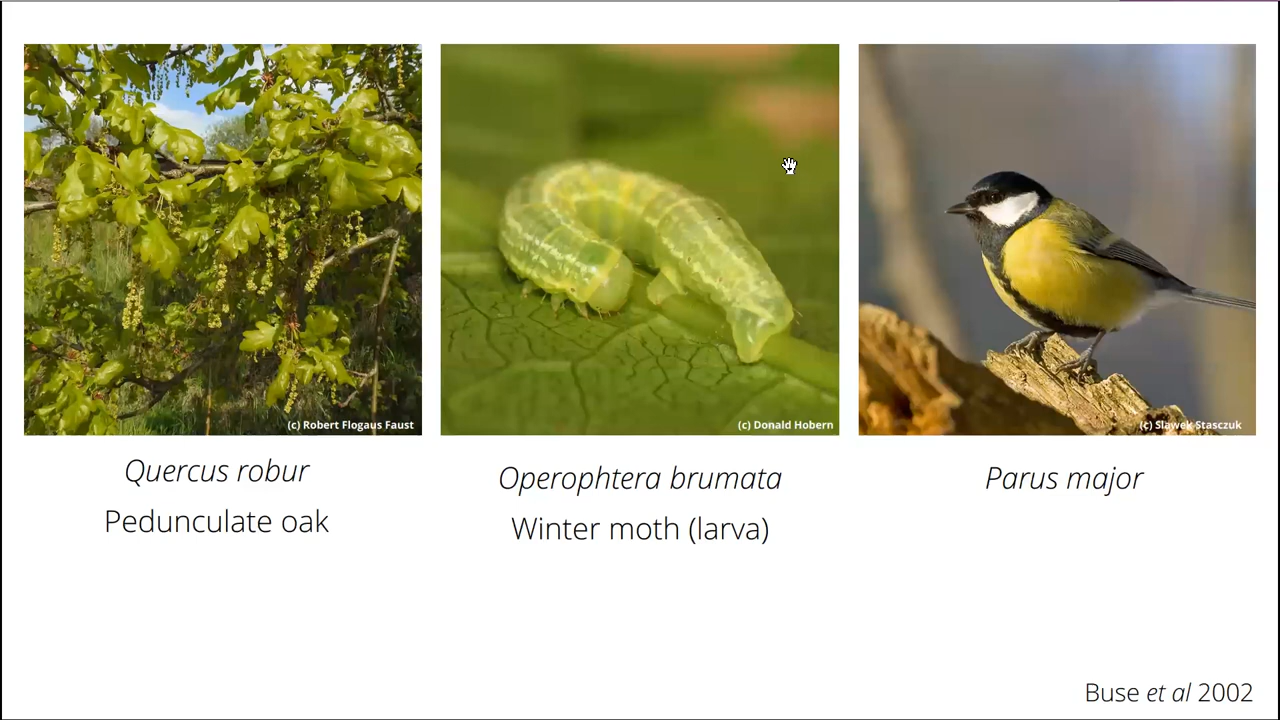 (c) Robert Flogaus Faust
(c) Donald Hobern
(c) Slawek Stasczuk
Quercus robur
Pedunculate oak
Operophtera brumata
Winter moth (larva)
Parus major
Buse et al 2002